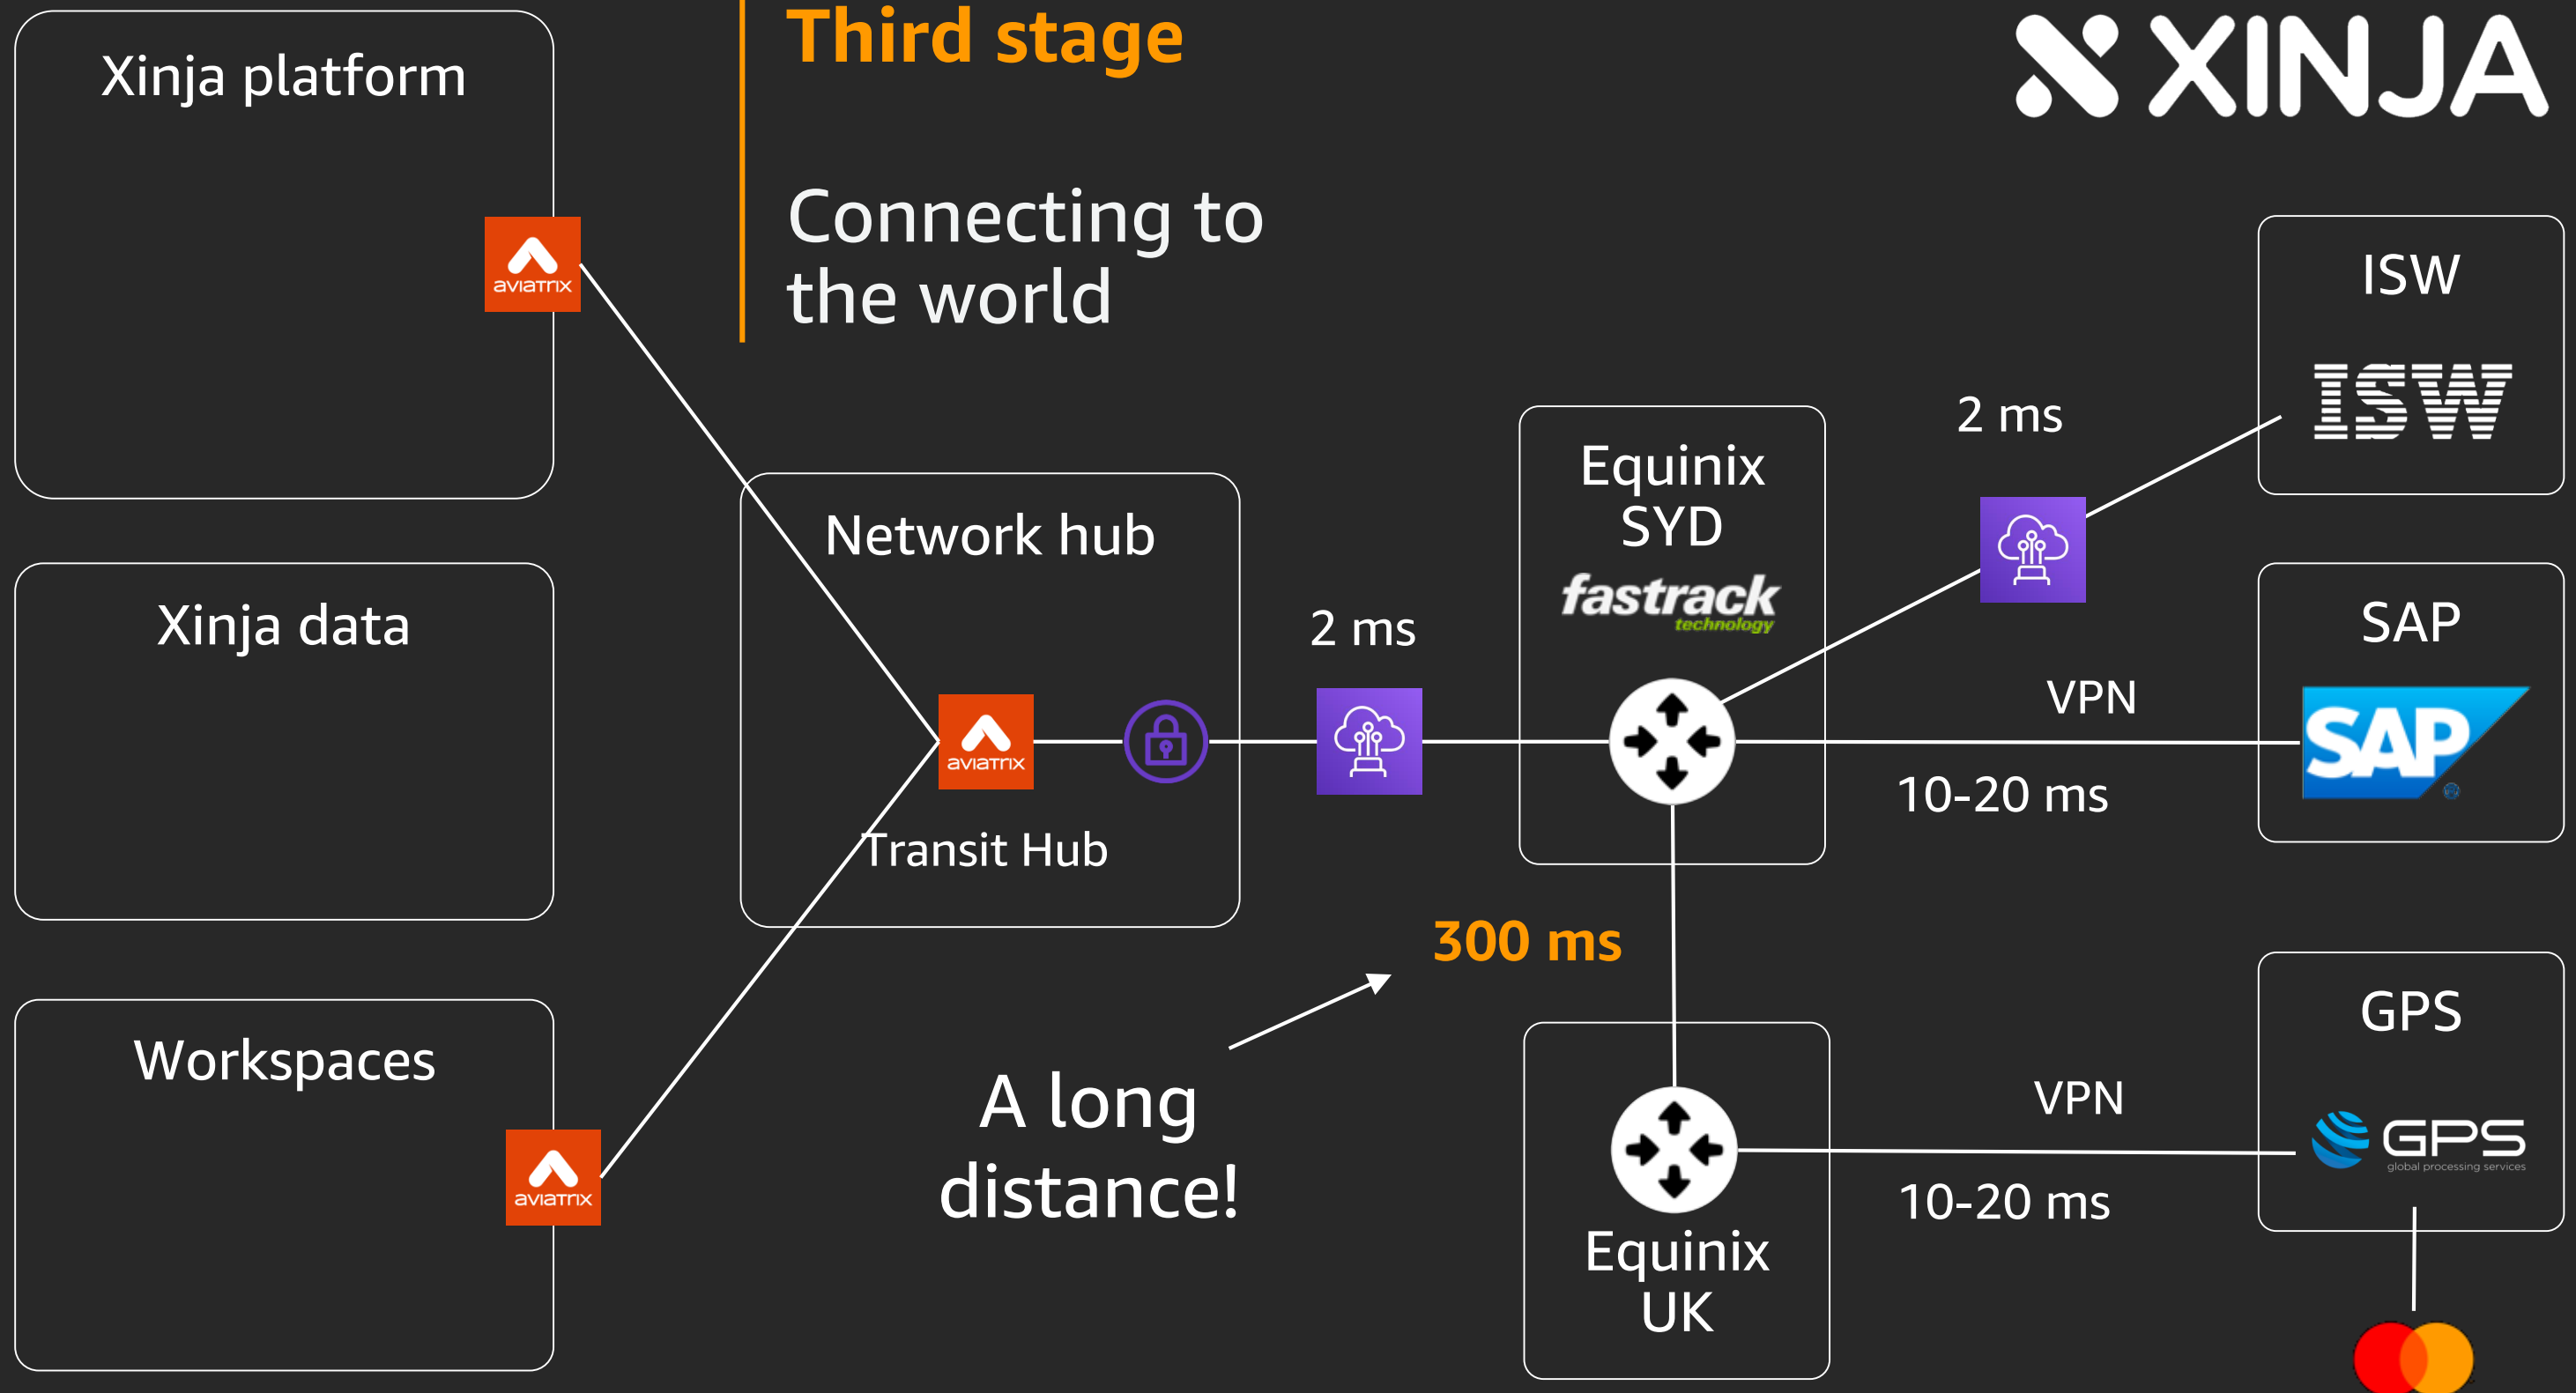 Third stage
XINJA
Connecting to
the world
Xinja platform
aviatrix
Xinja data
Workspaces
aviatrix
Network hub
aviatrix
Transit Hub
2 ms
Equinix
SYD
fastrack
technology
2 ms
ISW
ISW
VPN
10-20 ms
SAP
SAP
300 ms
A long
distance!
Equinix
UK
VPN
10-20 ms
GPS
GPS
global processing services